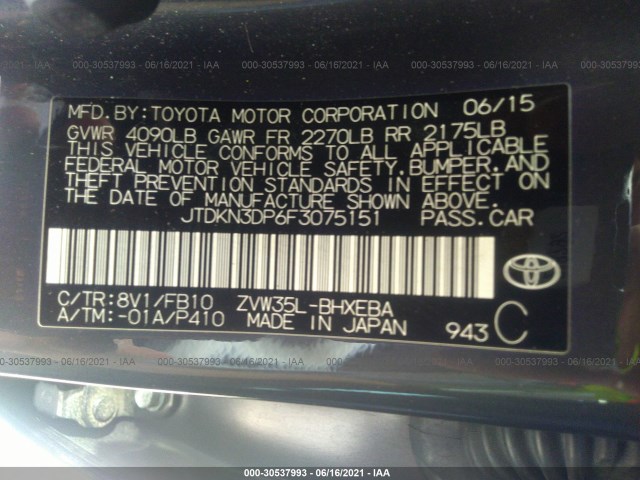 000-30537993 - 06/16/2021 - IAA
MFD. BY: TOYOTA MOTOR CORPORATION 06/15
GVWR 4090LB GAWR FR 2270LB RR 2175LB
THIS VEHICLE CONFORMS TO ALL APPLICABLE
FEDERAL MOTOR VEHICLE SAFETY, BUMPER, AND
THEFT PREVENTION STANDARDS IN EFFECT ON
THE DATE OF MANUFACTURE SHOWN ABOVE.
JTDKN3DP6F3075151 PASS.CAR
C/TR:8V1/FB10 ZVW35L-BHXEBA
A/TM:-01A/P410 MADE IN JAPAN 943 C
000-30537993 - 06/16/2021 - IAA